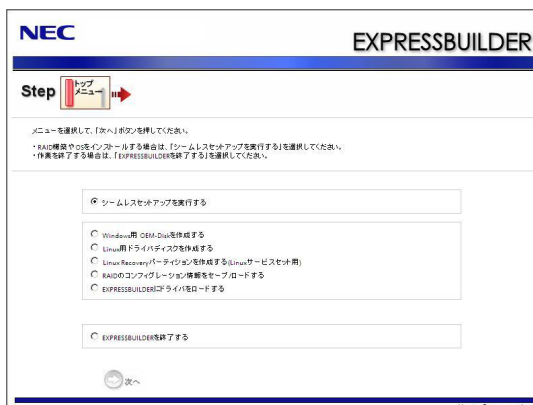 NEC
EXPRESSBUILDER
Step
トップ
メニュー
メニューを選択して、「次へ」ボタンを押してください。
・RAID構築やOSをインストールする場合は、「シームレスセットアップを実行する」を選択してください。
・作業を終了する場合は、「EXPRESSBUILDERを終了する」を選択してください。
シームレスセットアップを実行する
Windows用 OEM-Diskを作成する
Linux用ドライバディスクを作成する
Linux Recoveryパーティションを作成する(Linuxサービスセット用)
RAIDのコンフィグレーション情報をセーブ/ロードする
EXPRESSBUILDERにドライバをロードする
EXPRESSBUILDERを終了する
次へ